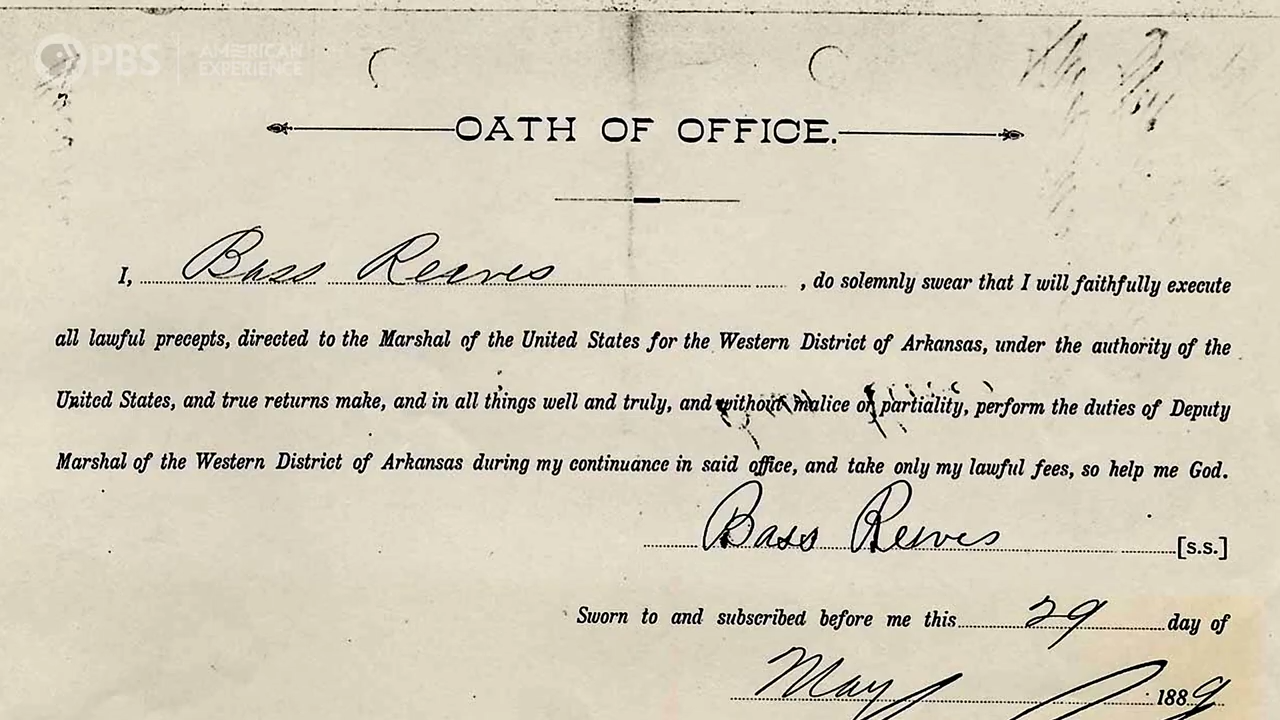 PBS | AMERICAN EXPERIENCE
OATH OF OFFICE.
I, Bass Reeves, do solemnly swear that I will faithfully execute
all lawful precepts, directed to the Marshal of the United States for the Western District of Arkansas, under the authority of the
United States, and true returns make, and in all things well and truly, and without malice or partiality, perform the duties of Deputy
Marshal of the Western District of Arkansas during my continuance in said office, and take only my lawful fees, so help me God.
Bass Reeves [s.s.]
Sworn to and subscribed before me this 29 day of
May 1889